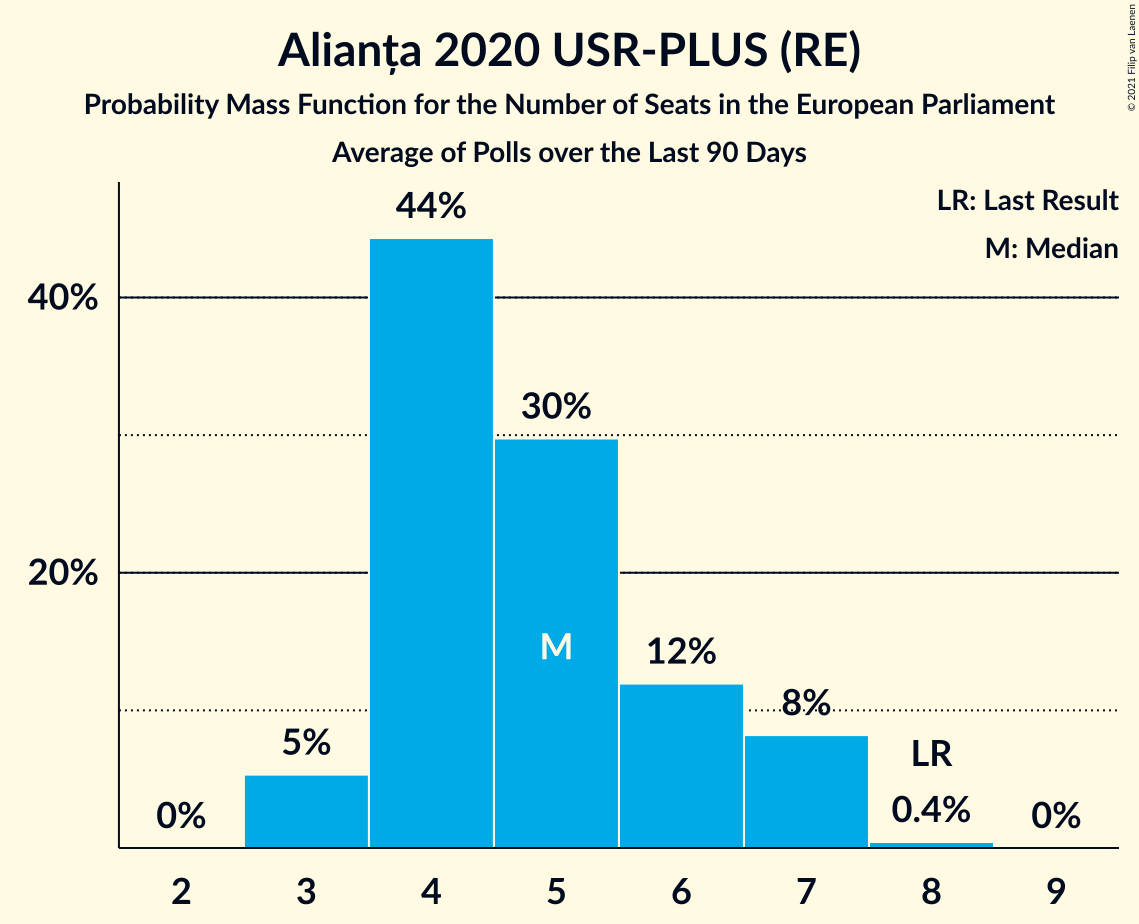 Alianța 2020 USR-PLUS (RE)
Probability Mass Function for the Number of Seats in the European Parliament
Average of Polls over the Last 90 Days
© 2021 Filip van Laenen
LR: Last Result
M: Median
40%
20%
0%
5%
44%
30%
M
12%
8%
LR
0.4%
0%
2 3 4 5 6 7 8 9